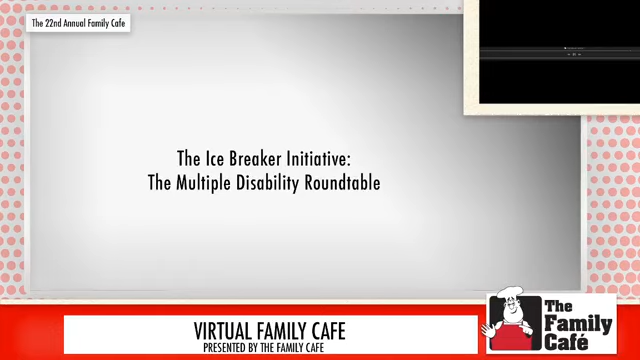 The 22nd Annual Family Cafe
The Ice Breaker Initiative:
The Multiple Disability Roundtable
VIRTUAL FAMILY CAFE
PRESENTED BY THE FAMILY CAFE
The
Family
Café